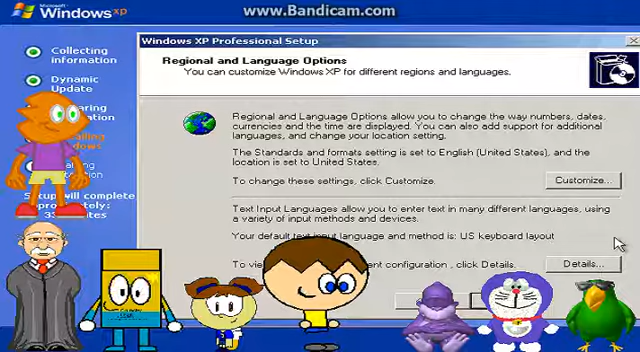 www.Bandicam.com
Microsoft
Windows xp
Collecting
information
Dynamic
Update
Setup will complete
Windows XP Professional Setup
Regional and Language Options
You can customize Windows XP for different regions and languages.
Regional and Language Options allow you to change the way numbers, dates,
currencies and the time are displayed. You can also add support for additional
languages, and change your location setting.
The Standards and formats setting is set to English (United States), and the
location is set to United States.
To change these settings, click Customize.
Customize...
Text Input Languages allow you to enter text in many different languages, using
a variety of input methods and devices.
Your default text input language and method is: US keyboard layout
configuration, click Details.
Details...